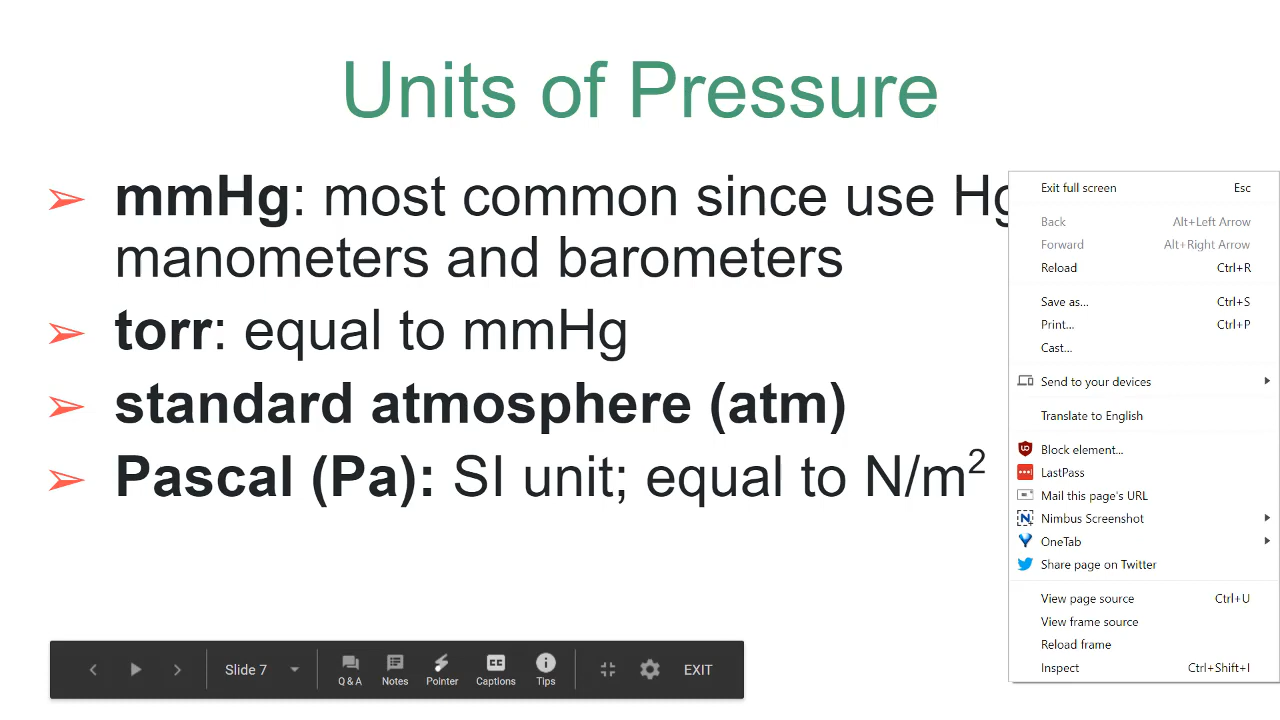 Units of Pressure
➢ mmHg: most common since use Hg
manometers and barometers
➢ torr: equal to mmHg
➢ standard atmosphere (atm)
➢ Pascal (Pa): SI unit; equal to N/m²
Exit full screen Esc
Back Alt+Left Arrow
Forward Alt+Right Arrow
Reload Ctrl+R
Save as... Ctrl+S
Print... Ctrl+P
Cast...
Send to your devices
Translate to English
Block element...
LastPass
Mail this page's URL
Nimbus Screenshot
OneTab
Share page on Twitter
View page source Ctrl+U
View frame source
Reload frame
Inspect Ctrl+Shift+I
Slide 7 Q & A Notes Pointer CC Captions Tips EXIT